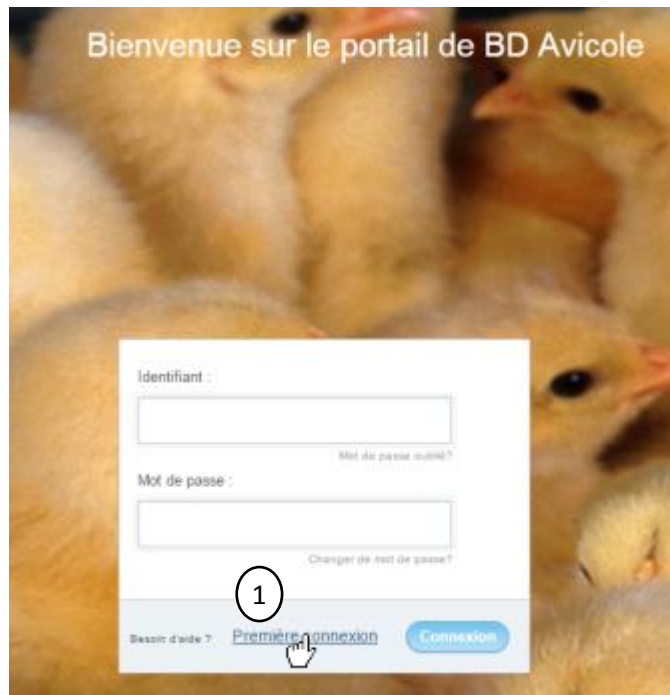 Bienvenue sur le portail de BD Avicole
Identifiant :
Mot de passe oublié?
Mot de passe :
Changer de mot de passe?
1
Besoin d'aide ? Première connexion Connexion